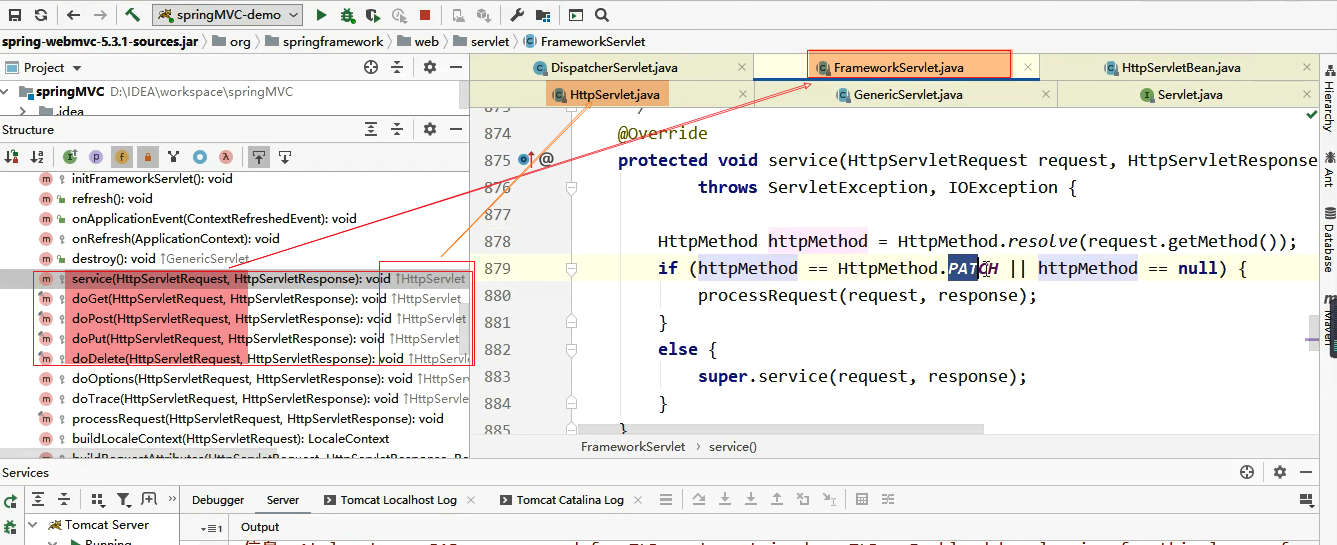 springMVC-demo
spring-webmvc-5.3.1-sources.jar org springframework web servlet FrameworkServlet
Project
springMVC D:\IDEA\workspace\springMVC
.idea
Structure
initFrameworkServlet(): void
refresh(): void
onApplicationEvent(ContextRefreshedEvent): void
onRefresh(ApplicationContext): void
destroy(): void ↑GenericServlet
service(HttpServletRequest, HttpServletResponse): void ↑HttpServlet
doGet(HttpServletRequest, HttpServletResponse): void ↑HttpServlet
doPost(HttpServletRequest, HttpServletResponse): void ↑HttpServlet
doPut(HttpServletRequest, HttpServletResponse): void ↑HttpServlet
doDelete(HttpServletRequest, HttpServletResponse): void ↑HttpServle
doOptions(HttpServletRequest, HttpServletResponse): void ↑HttpSe
doTrace(HttpServletRequest, HttpServletResponse): void ↑HttpServl
processRequest(HttpServletRequest, HttpServletResponse): void
buildLocaleContext(HttpServletRequest): LocaleContext
DispatcherServlet.java FrameworkServlet.java HttpServletBean.java
HttpServlet.java GenericServlet.java Servlet.java
874 @Override
875 @ protected void service(HttpServletRequest request, HttpServletResponse
876 throws ServletException, IOException {
877
878 HttpMethod httpMethod = HttpMethod.resolve(request.getMethod());
879 if (httpMethod == HttpMethod.PATCH || httpMethod == null) {
880 processRequest(request, response);
881 }
882 else {
883 super.service(request, response);
884 }
885 }
FrameworkServlet › service()
Hierarchy
Ant
Database
Maven
Services
Debugger Server Tomcat Localhost Log Tomcat Catalina Log
Tomcat Server
Running
1 Output